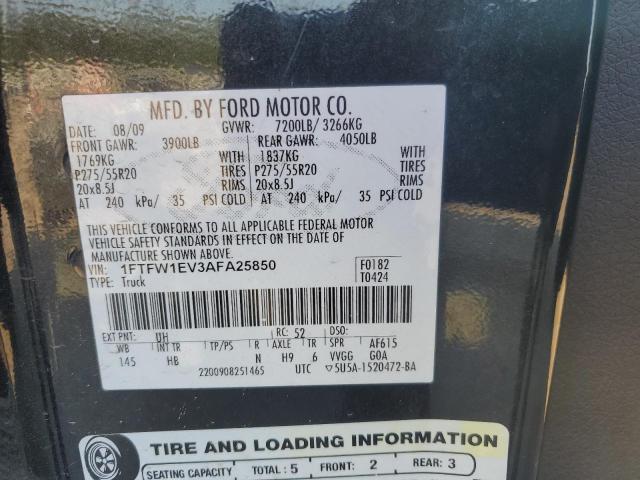 MFD. BY FORD MOTOR CO.
DATE: 08/09 GVWR: 7200LB/ 3266KG
FRONT GAWR: 3900LB REAR GAWR: 4050LB
1769KG WITH 1837KG WITH
P275/55R20 TIRES P275/55R20 TIRES
20x8.5J RIMS 20x8.5J RIMS
AT 240 kPa/ 35 PSI COLD AT 240 kPa/ 35 PSI COLD
THIS VEHICLE CONFORMS TO ALL APPLICABLE FEDERAL MOTOR
VEHICLE SAFETY STANDARDS IN EFFECT ON THE DATE OF
MANUFACTURE SHOWN ABOVE.
VIN: 1FTFW1EV3AFA25850 F0182
TYPE: Truck T0424
EXT PNT: UH RC: 52 DSO:
WB INT TR TP/PS R AXLE TR SPR AF615
145 HB N H9 6 VVGG G0A
2200908251465 UTC ▽5U5A-1520472-BA
TIRE AND LOADING INFORMATION
SEATING CAPACITY TOTAL: 5 FRONT: 2 REAR: 3